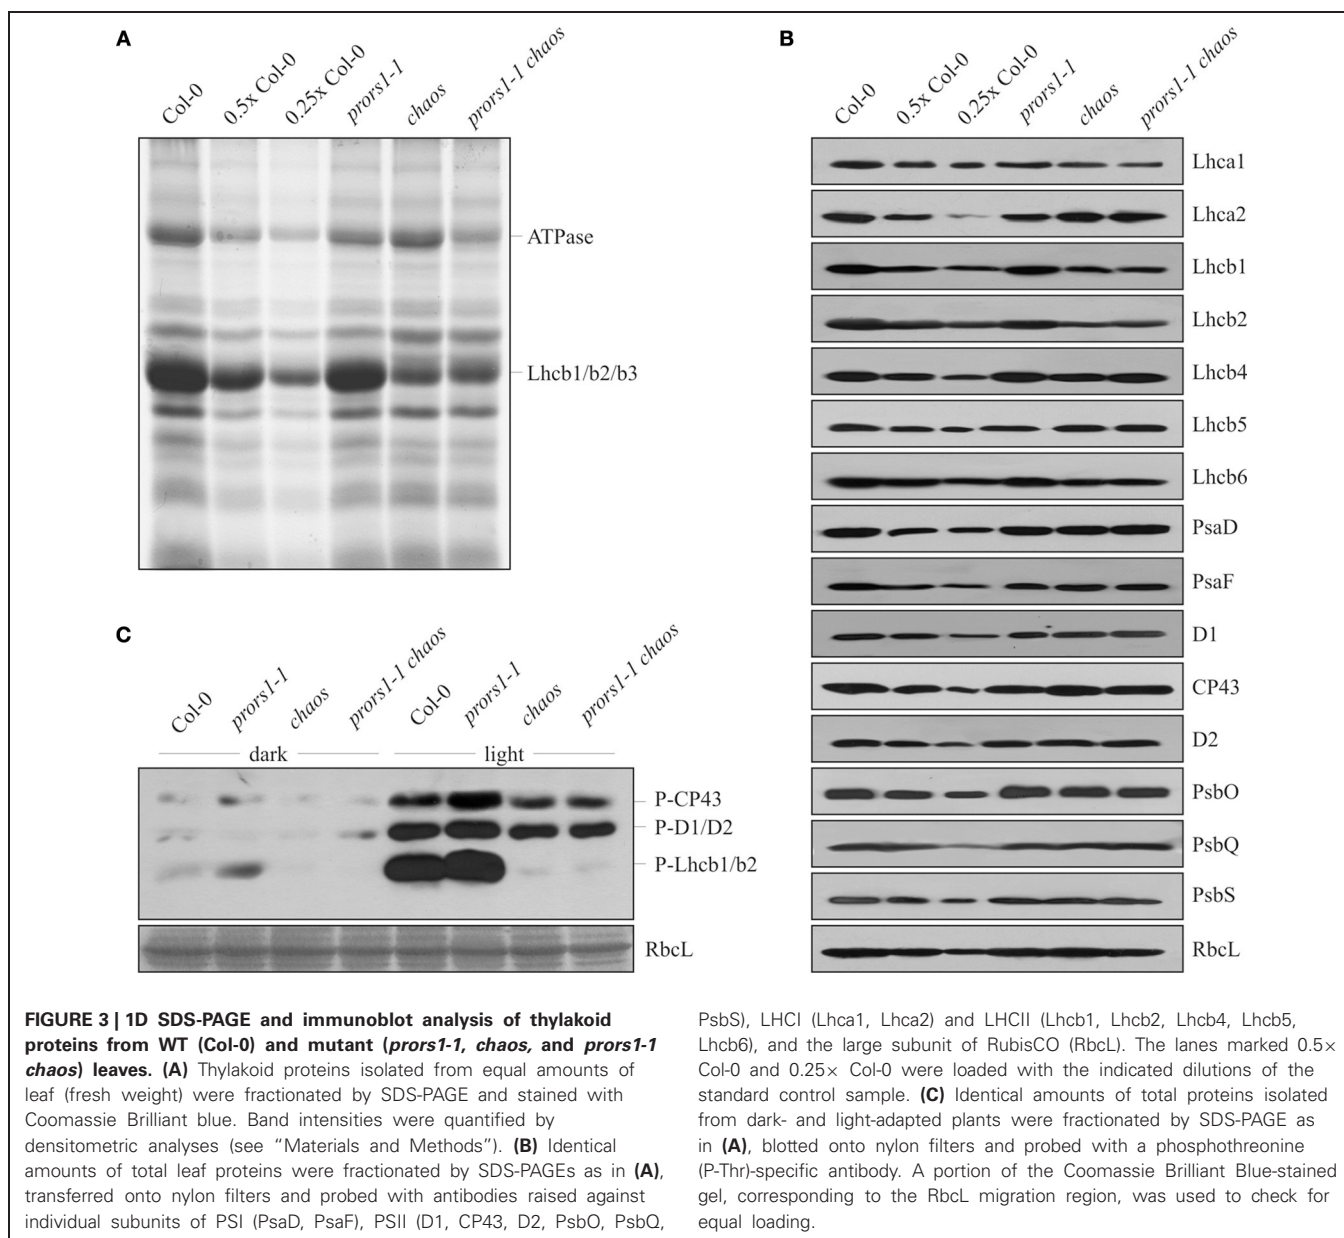 A
Col-0
0.5x Col-0
0.25x Col-0
prors1-1
chaos
prors1-1 chaos
ATPase
Lhcb1/b2/b3
B
Col-0
0.5x Col-0
0.25x Col-0
prors1-1
chaos
prors1-1 chaos
Lhca1
Lhca2
Lhcb1
Lhcb2
Lhcb4
Lhcb5
Lhcb6
PsaD
PsaF
D1
CP43
D2
PsbO
PsbQ
PsbS
RbcL
C
Col-0
prors1-1
chaos
prors1-1 chaos
Col-0
prors1-1
chaos
prors1-1 chaos
dark
light
P-CP43
P-D1/D2
P-Lhcb1/b2
RbcL
FIGURE 3 | 1D SDS-PAGE and immunoblot analysis of thylakoid
proteins from WT (Col-0) and mutant (prors1-1, chaos, and prors1-1
chaos) leaves. (A) Thylakoid proteins isolated from equal amounts of
leaf (fresh weight) were fractionated by SDS-PAGE and stained with
Coomassie Brilliant blue. Band intensities were quantified by
densitometric analyses (see “Materials and Methods”). (B) Identical
amounts of total leaf proteins were fractionated by SDS-PAGEs as in (A),
transferred onto nylon filters and probed with antibodies raised against
individual subunits of PSI (PsaD, PsaF), PSII (D1, CP43, D2, PsbO, PsbQ,
PsbS), LHCI (Lhca1, Lhca2) and LHCII (Lhcb1, Lhcb2, Lhcb4, Lhcb5,
Lhcb6), and the large subunit of RubisCO (RbcL). The lanes marked 0.5×
Col-0 and 0.25× Col-0 were loaded with the indicated dilutions of the
standard control sample. (C) Identical amounts of total proteins isolated
from dark- and light-adapted plants were fractionated by SDS-PAGE as
in (A), blotted onto nylon filters and probed with a phosphothreonine
(P-Thr)-specific antibody. A portion of the Coomassie Brilliant Blue-stained
gel, corresponding to the RbcL migration region, was used to check for
equal loading.